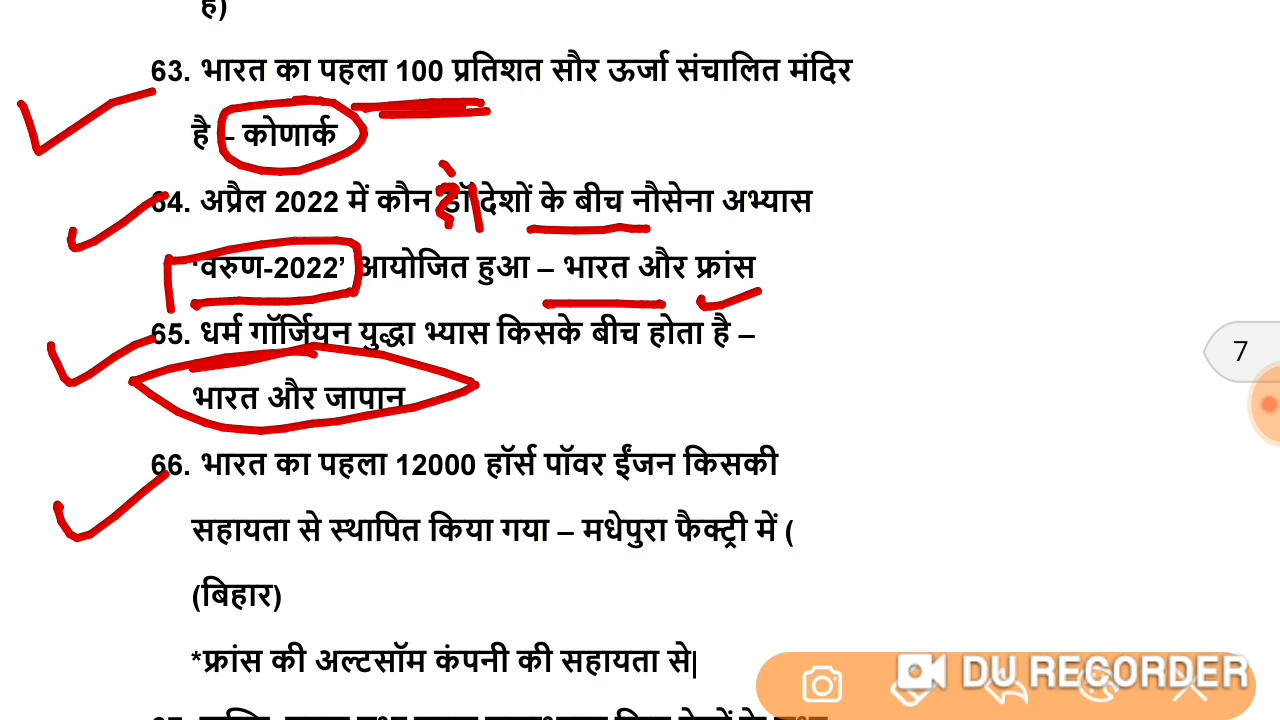 है)
63. भारत का पहला 100 प्रतिशत सौर ऊर्जा संचालित मंदिर
है – कोणार्क
64. अप्रैल 2022 में कौन डॉ देशों के बीच नौसेना अभ्यास
‘वरुण-2022’ आयोजित हुआ – भारत और फ्रांस
65. धर्म गॉर्जियन युद्धा भ्यास किसके बीच होता है –
भारत और जापान
66. भारत का पहला 12000 हॉर्स पॉवर ईंजन किसकी
सहायता से स्थापित किया गया – मधेपुरा फैक्ट्री में (
(बिहार)
*फ्रांस की अल्टसॉम कंपनी की सहायता से|
7
DU RECORDER